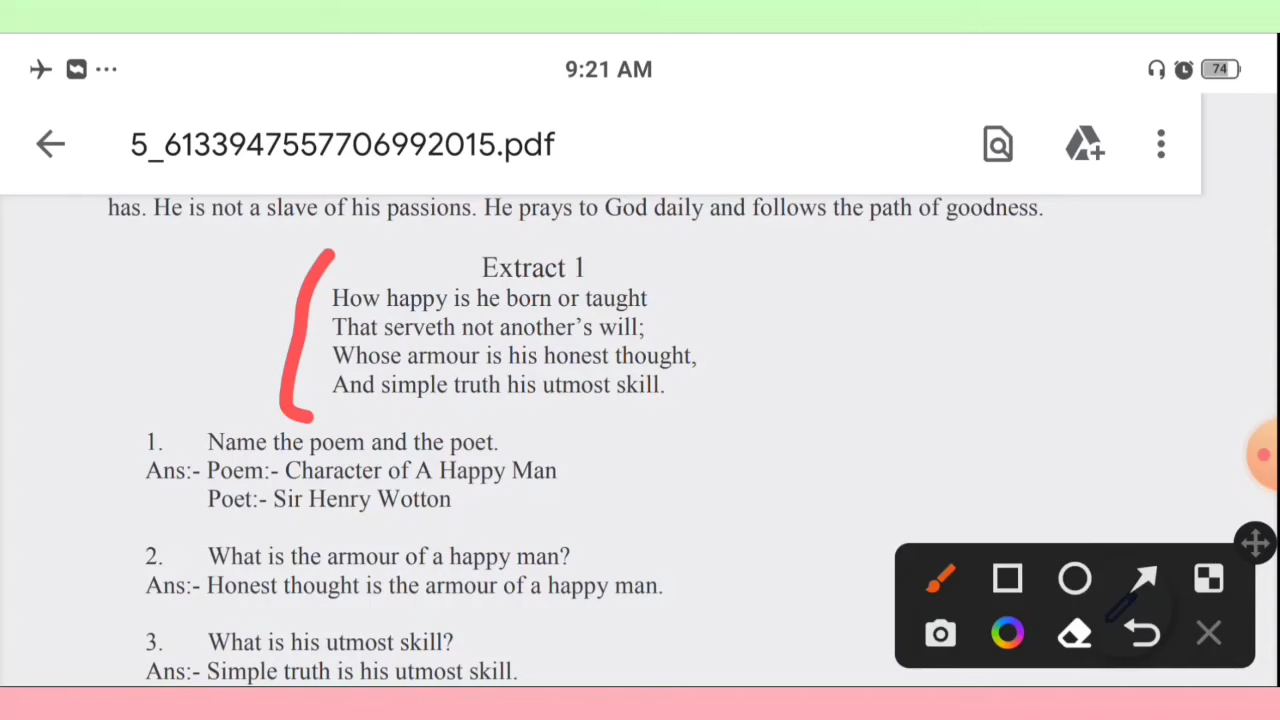 9:21 AM
74
5_6133947557706992015.pdf
has. He is not a slave of his passions. He prays to God daily and follows the path of goodness.
Extract 1
How happy is he born or taught
That serveth not another’s will;
Whose armour is his honest thought,
And simple truth his utmost skill.
1. Name the poem and the poet.
Ans:- Poem:- Character of A Happy Man
Poet:- Sir Henry Wotton
2. What is the armour of a happy man?
Ans:- Honest thought is the armour of a happy man.
3. What is his utmost skill?
Ans:- Simple truth is his utmost skill.